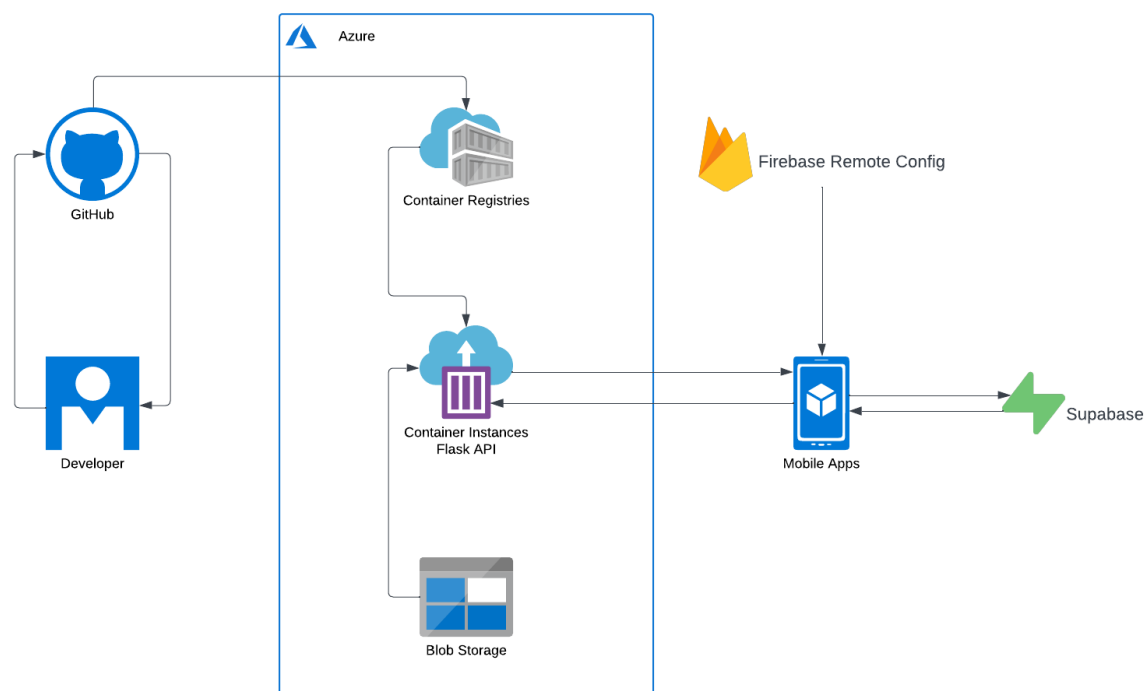 Azure
GitHub
Container Registries
Firebase Remote Config
Developer
Container Instances
Flask API
Mobile Apps
Supabase
Blob Storage